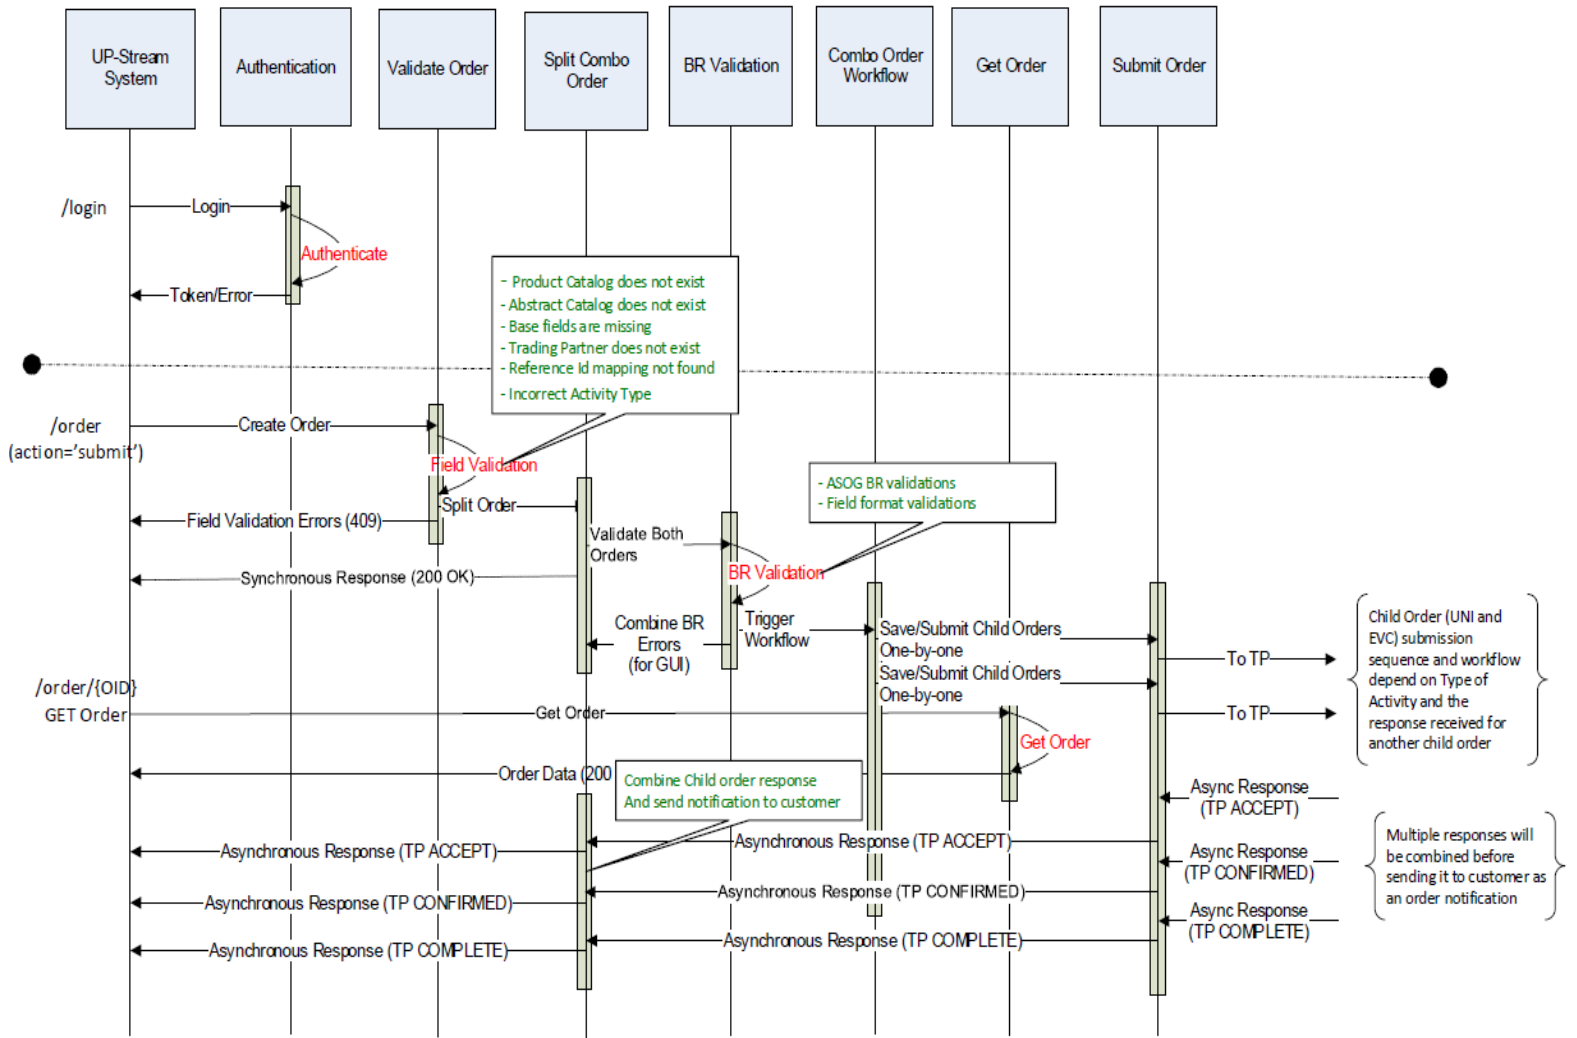 UP-Stream
System
Authentication
Validate Order
Split Combo
Order
BR Validation
Combo Order
Workflow
Get Order
Submit Order
/login
Login
Authenticate
Token/Error
- Product Catalog does not exist
- Abstract Catalog does not exist
- Base fields are missing
- Trading Partner does not exist
- Reference Id mapping not found
- Incorrect Activity Type
/order
(action='submit')
Create Order
Field Validation
Split Order
Field Validation Errors (409)
- ASOG BR validations
- Field format validations
Validate Both
Orders
BR Validation
Synchronous Response (200 OK)
Combine BR
Errors
(for GUI)
Trigger
Workflow
Save/Submit Child Orders
One-by-one
Save/Submit Child Orders
One-by-one
To TP
To TP
Child Order (UNI and
EVC) submission
sequence and workflow
depend on Type of
Activity and the
response received for
another child order
/order/{OID}
GET Order
Get Order
Get Order
Order Data (200
Combine Child order response
And send notification to customer
Async Response
(TP ACCEPT)
Asynchronous Response (TP ACCEPT)
Asynchronous Response (TP ACCEPT)
Async Response
(TP CONFIRMED)
Multiple responses will
be combined before
sending it to customer as
an order notification
Asynchronous Response (TP CONFIRMED)
Asynchronous Response (TP CONFIRMED)
Async Response
(TP COMPLETE)
Asynchronous Response (TP COMPLETE)
Asynchronous Response (TP COMPLETE)